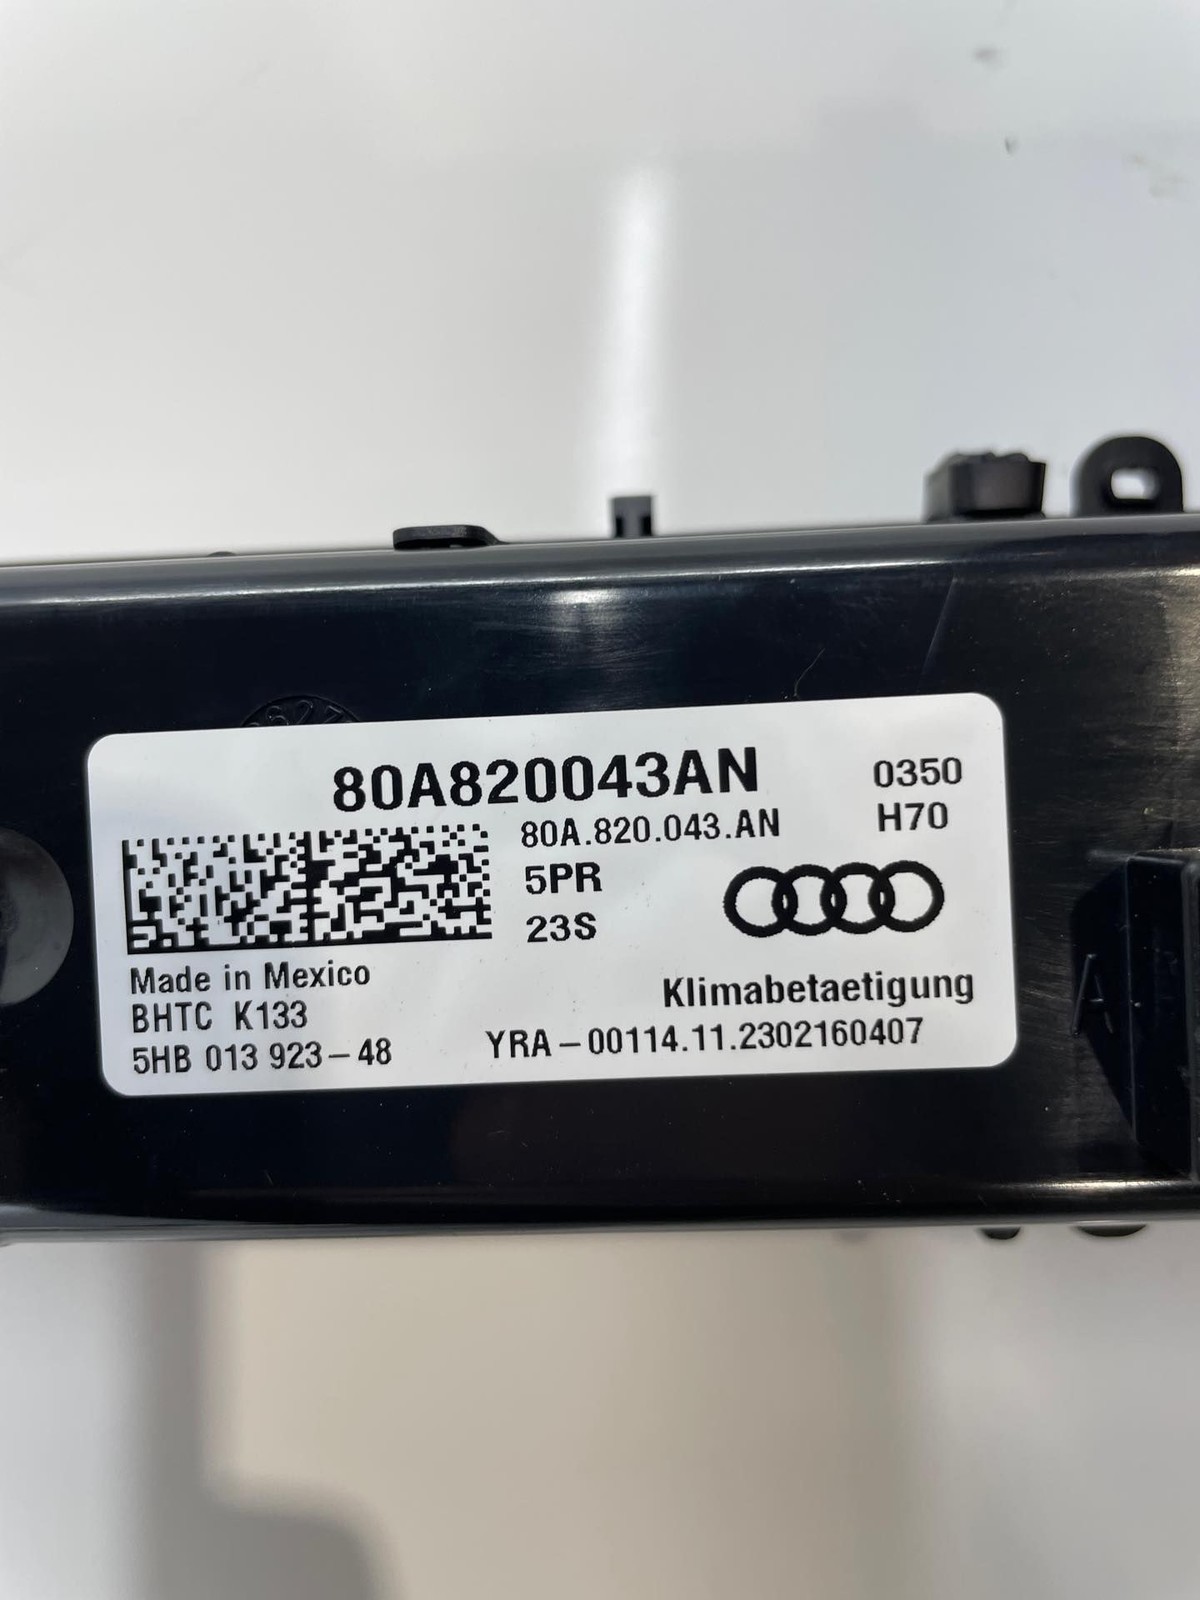 80A820043AN
0350
80A.820.043.AN
H70
5PR
23S
Made in Mexico
BHTC K133
Klimabetaetigung
5HB 013 923-48
YRA-00114.11.2302160407
A